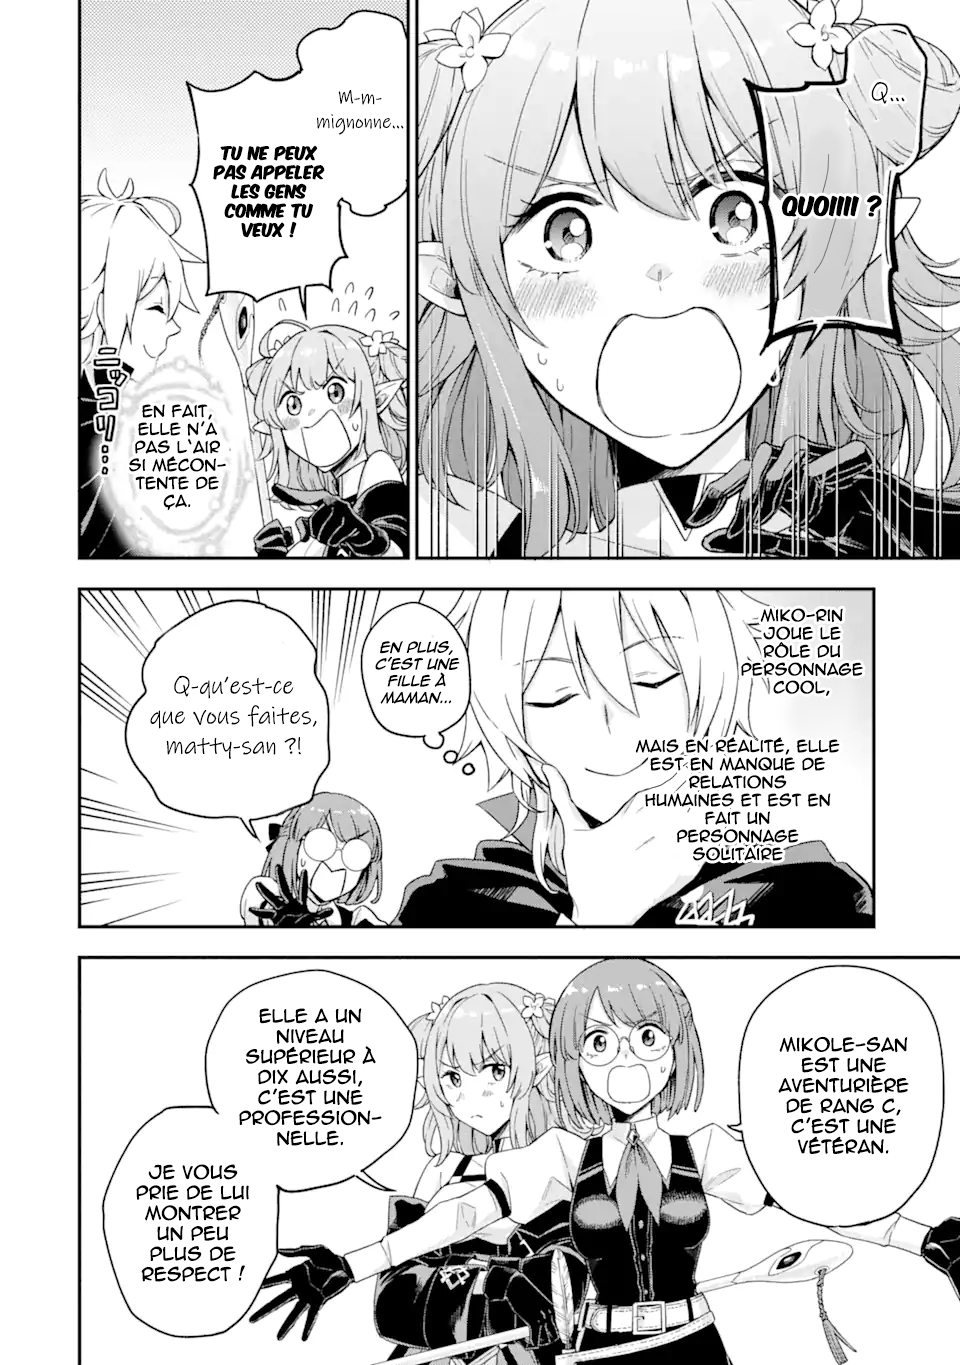 Q...
QUOIIII ?
M-m-
mignonne...
TU NE PEUX
PAS APPELER
LES GENS
COMME TU
VEUX !
ニッコリ...
EN FAIT,
ELLE N'A
PAS L'AIR
SI MÉCON-
TENTE DE
ÇA.
MIKO-RIN
JOUE LE
RÔLE DU
PERSONNAGE
COOL,
MAIS EN RÉALITÉ, ELLE
EST EN MANQUE DE
RELATIONS
HUMAINES ET EST EN
FAIT UN
PERSONNAGE
SOLITAIRE
EN PLUS,
C'EST UNE
FILLE À
MAMAN...
Q-qu'est-ce
que vous faites,
matty-san ?!
MIKOLE-SAN
EST UNE
AVENTURIÈRE
DE RANG C,
C'EST UNE
VÉTÉRAN.
ELLE A UN
NIVEAU
SUPÉRIEUR À
DIX AUSSI,
C'EST UNE
PROFESSION-
NELLE.
JE VOUS
PRIE DE LUI
MONTRER
UN PEU
PLUS DE
RESPECT !